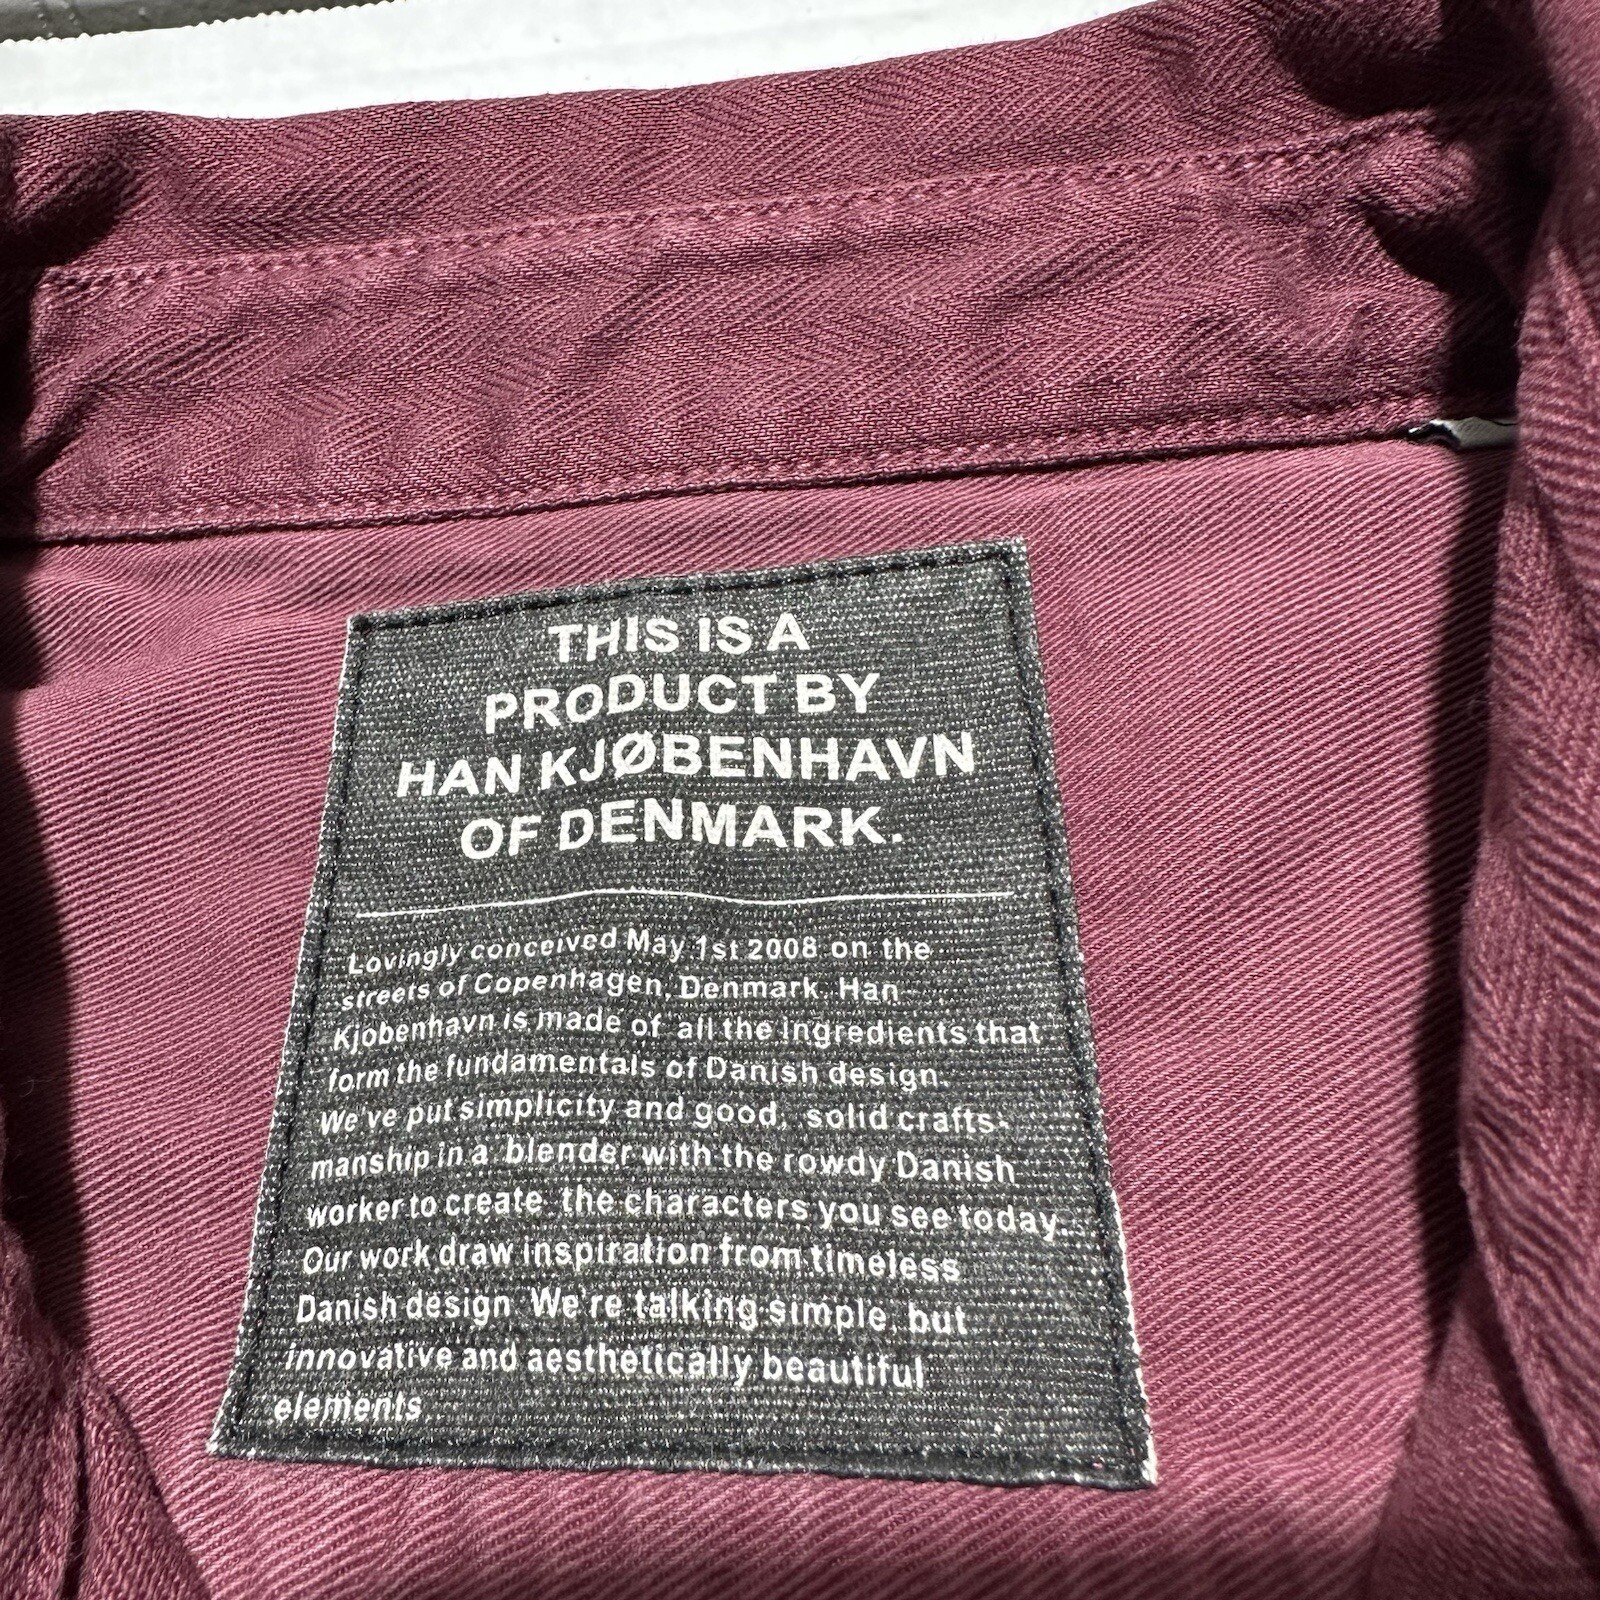 THIS IS A
PRODUCT BY
HAN KJØBENHAVN
OF DENMARK.
Lovingly conceived May 1st 2008 on the
streets of Copenhagen, Denmark. Han
Kjobenhavn is made of all the ingredients that
form the fundamentals of Danish design.
We've put simplicity and good, solid crafts-
manship in a blender with the rowdy Danish
worker to create the characters you see today.
Our work draw inspiration from timeless
Danish design. We're talking simple, but
innovative and aesthetically beautiful
elements.